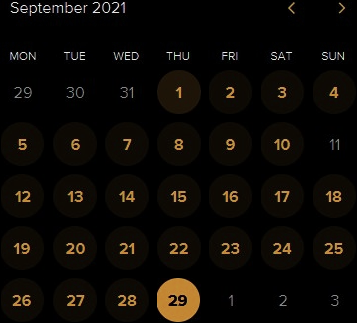 September 2021
MON TUE WED THU FRI SAT SUN
29 30 31 1 2 3 4
5 6 7 8 9 10 11
12 13 14 15 16 17 18
19 20 21 22 23 24 25
26 27 28 29 1 2 3